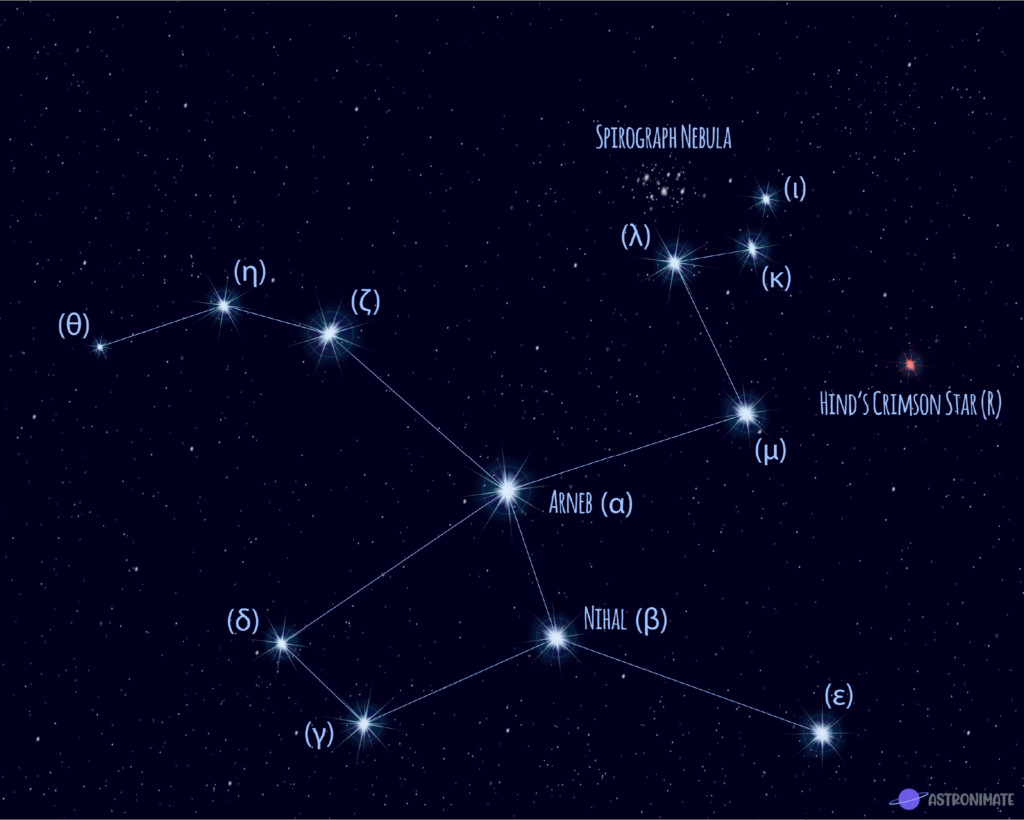 SPIROGRAPH NEBULA
(ι)
(λ)
(κ)
(η)
(ζ)
(θ)
HIND'S CRIMSON STAR (R)
(μ)
ARNEB (α)
(δ)
NIHAL (β)
(ε)
(γ)
ASTRONIMATE